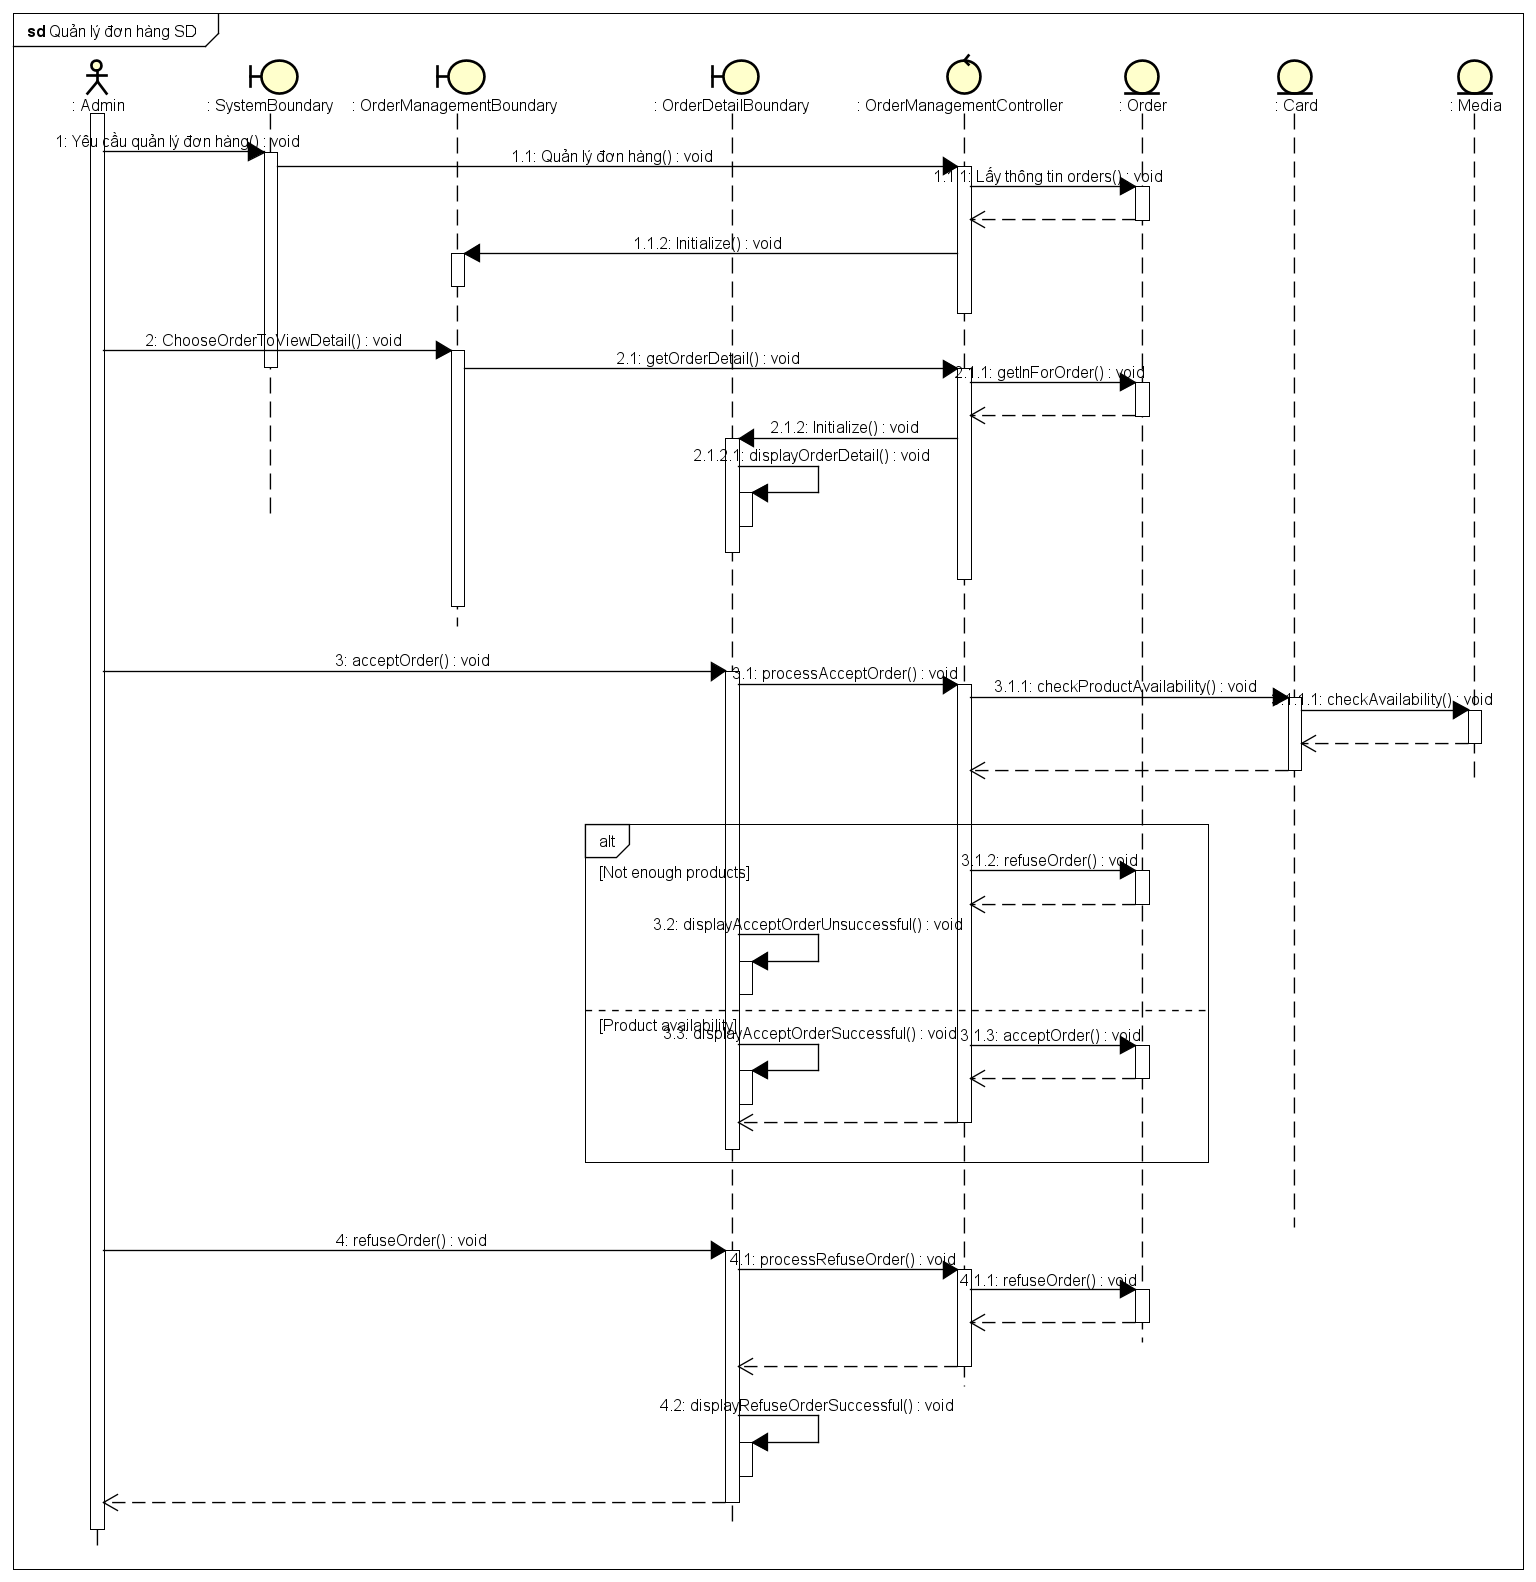 sd Quản lý đơn hàng SD
: Admin
: SystemBoundary
: OrderManagementBoundary
: OrderDetailBoundary
: OrderManagementController
: Order
: Card
: Media
1: Yêu cầu quản lý đơn hàng() : void
1.1: Quản lý đơn hàng() : void
1.1.1: Lấy thông tin orders() : void
1.1.2: Initialize() : void
2: ChooseOrderToViewDetail() : void
2.1: getOrderDetail() : void
2.1.1: getInForOrder() : void
2.1.2: Initialize() : void
2.1.2.1: displayOrderDetail() : void
3: acceptOrder() : void
3.1: processAcceptOrder() : void
3.1.1: checkProductAvailability() : void
checkAvailability() : void
alt
3.1.2: refuseOrder() : void
[Not enough products]
3.2: displayAcceptOrderUnsuccessful() : void
[Product availability]
3.3: displayAcceptOrderSuccessful() : void
3.1.3: acceptOrder() : void
4: refuseOrder() : void
4.1: processRefuseOrder() : void
4.1.1: refuseOrder() : void
4.2: displayRefuseOrderSuccessful() : void